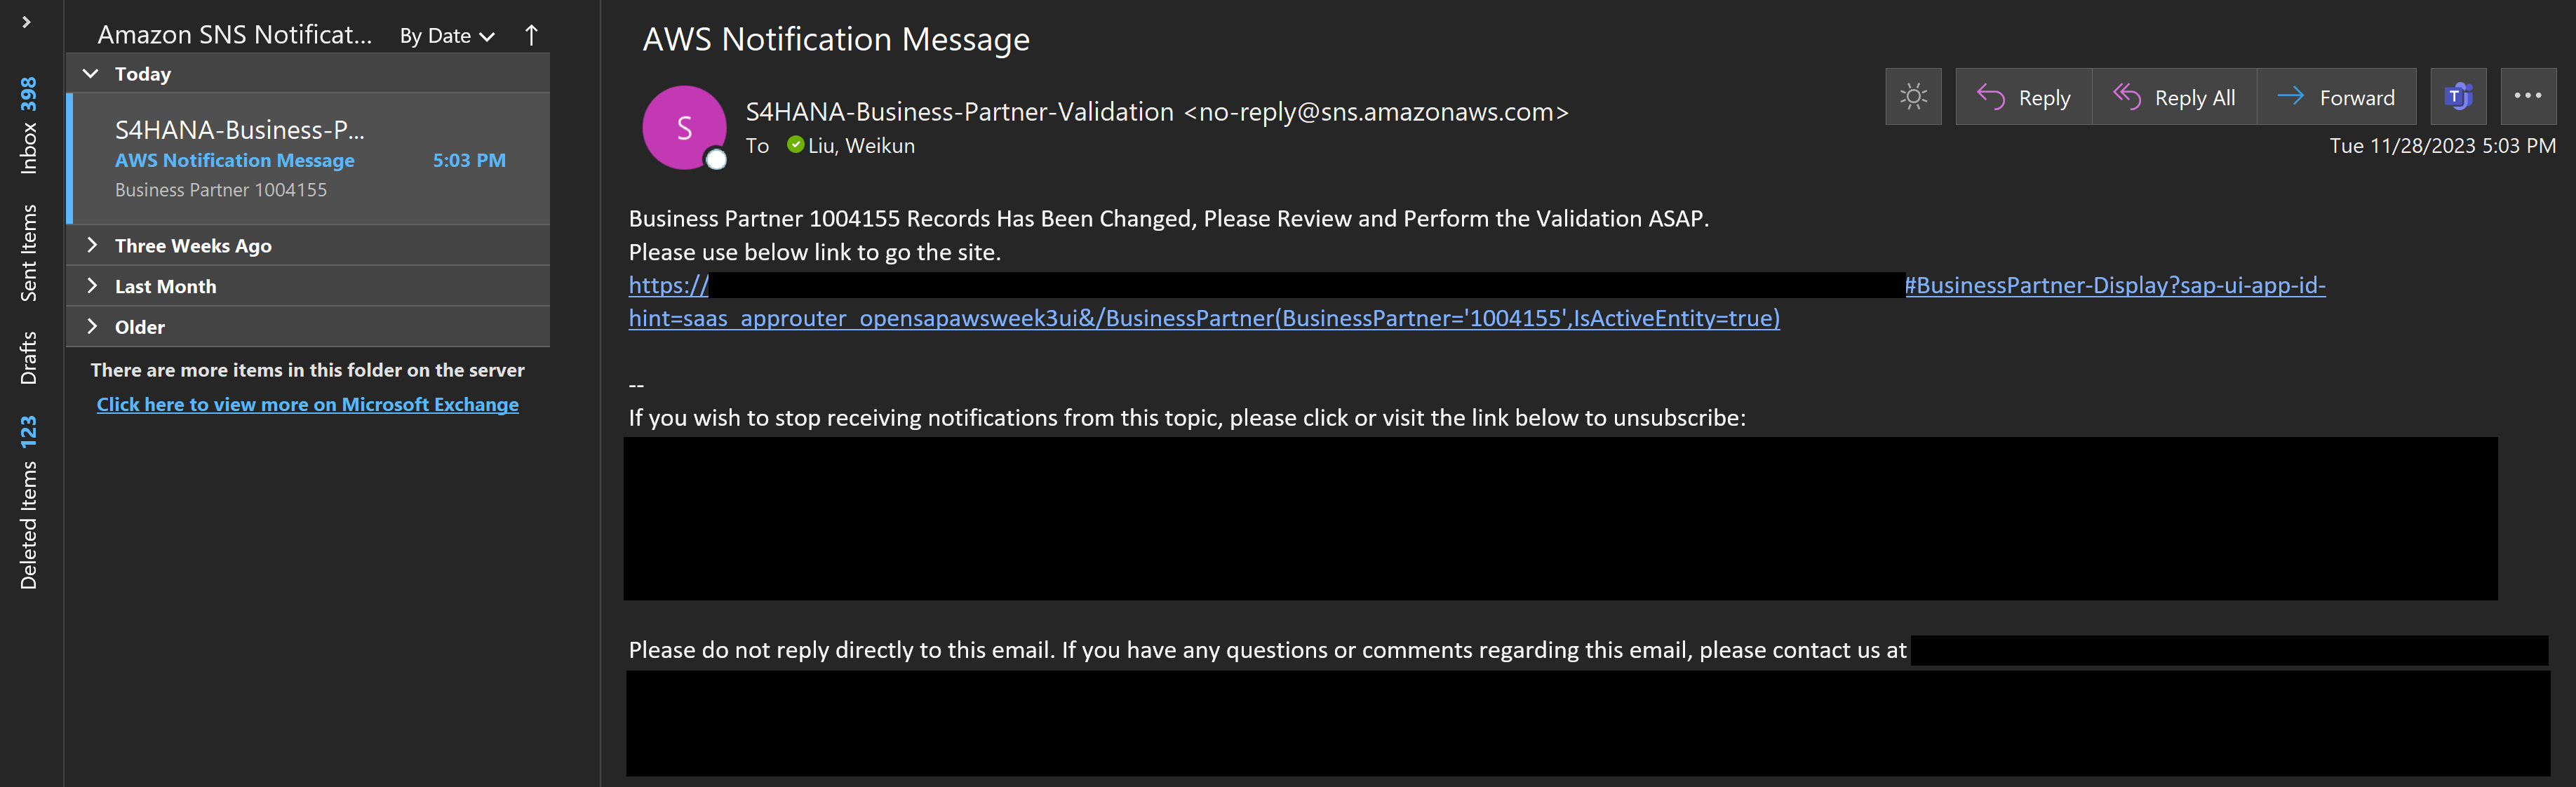 Inbox 398
Sent Items
Drafts
Deleted Items 123
Amazon SNS Notificat... By Date
Today
S4HANA-Business-P...
AWS Notification Message 5:03 PM
Business Partner 1004155
Three Weeks Ago
Last Month
Older
There are more items in this folder on the server
Click here to view more on Microsoft Exchange
AWS Notification Message
S
S4HANA-Business-Partner-Validation <no-reply@sns.amazonaws.com>
To Liu, Weikun
Reply Reply All Forward T
Tue 11/28/2023 5:03 PM
Business Partner 1004155 Records Has Been Changed, Please Review and Perform the Validation ASAP.
Please use below link to go the site.
https:// #BusinessPartner-Display?sap-ui-app-id-
hint=saas_approuter_opensapawsweek3ui&/BusinessPartner(BusinessPartner='1004155',IsActiveEntity=true)
--
If you wish to stop receiving notifications from this topic, please click or visit the link below to unsubscribe:
Please do not reply directly to this email. If you have any questions or comments regarding this email, please contact us at